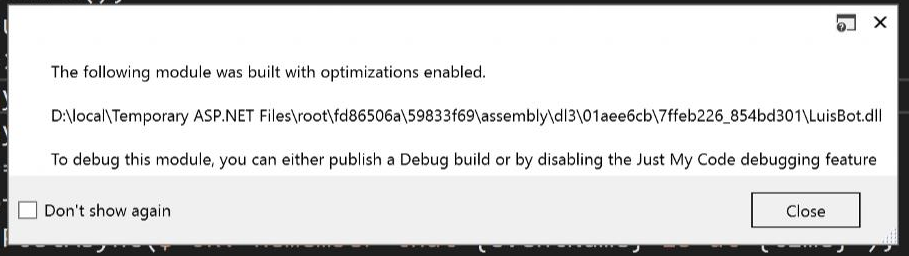 The following module was built with optimizations enabled.
D:\local\Temporary ASP.NET Files\root\fd86506a\59833f69\assembly\dl3\01aee6cb\7ffeb226_854bd301\LuisBot.dll
To debug this module, you can either publish a Debug build or by disabling the Just My Code debugging feature
Don't show again
Close